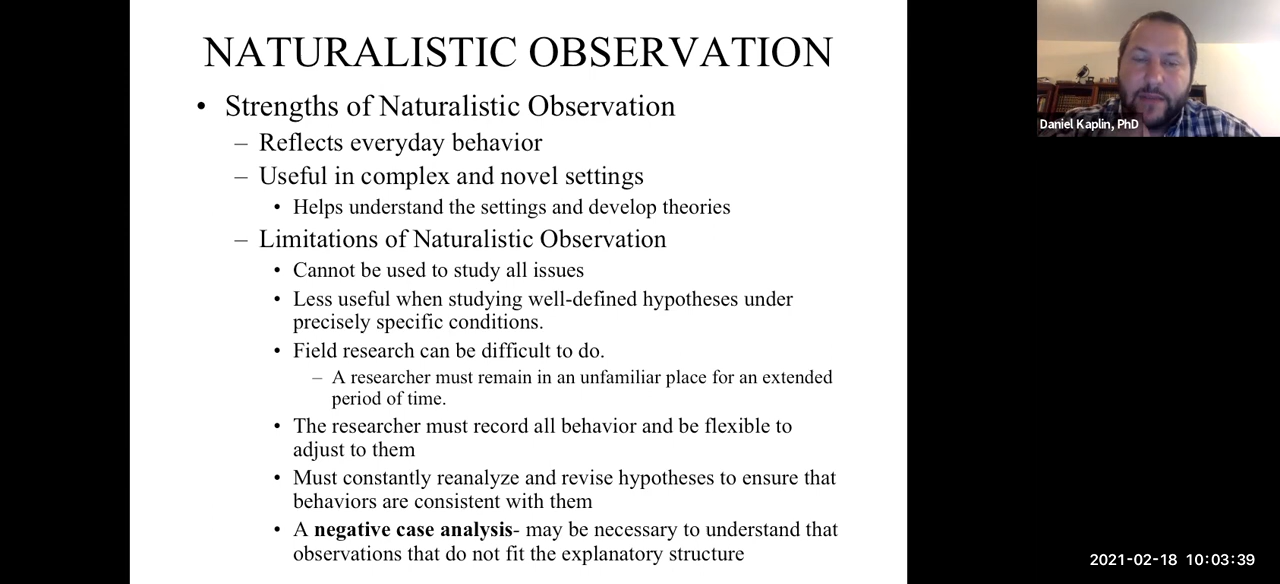 NATURALISTIC OBSERVATION
• Strengths of Naturalistic Observation
– Reflects everyday behavior
– Useful in complex and novel settings
• Helps understand the settings and develop theories
– Limitations of Naturalistic Observation
• Cannot be used to study all issues
• Less useful when studying well-defined hypotheses under
precisely specific conditions.
• Field research can be difficult to do.
– A researcher must remain in an unfamiliar place for an extended
period of time.
• The researcher must record all behavior and be flexible to
adjust to them
• Must constantly reanalyze and revise hypotheses to ensure that
behaviors are consistent with them
• A negative case analysis- may be necessary to understand that
observations that do not fit the explanatory structure
Daniel Kaplin, PhD
2021-02-18 10:03:39